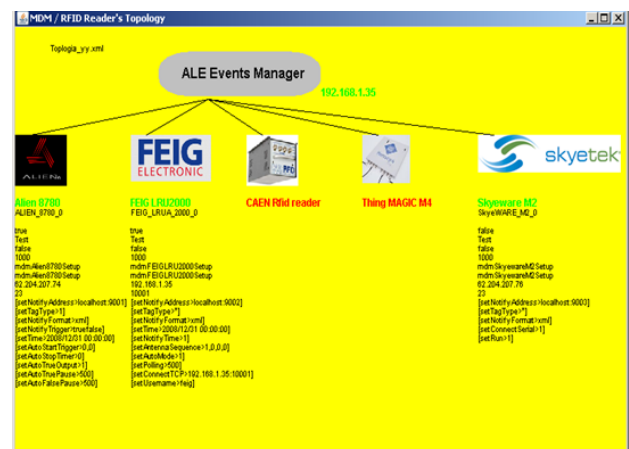 MDM / RFID Reader's Topology
Toplogia_yy.xml
ALE Events Manager
192.168.1.35
ALIEN
FEIG
ELECTRONIC
skyetek
Alien 8780
ALIEN_8780_0
true
Test
false
1000
mdmAlien8780Setup
mdmAlien8780Setup
62.204.207.74
23
[setNotifyAddress>localhost:9001]
[setTagType>1]
[setNotifyFormat>xml]
[setNotifyTrigger>truefalse]
[setTime>2008/12/31 00:00:00]
[setAutoStartTrigger>0,0]
[setAutoStopTimer>0]
[setAutoTrueOutput>1]
[setAutoTruePause>500]
[setAutoFalsePause>500]
FEIG LRU2000
FEIG_LRUA_2000_0
true
Test
false
1000
mdmFEIGLRU2000Setup
mdmFEIGLRU2000Setup
192.168.1.35
10001
[setNotifyAddress>localhost:9002]
[setTagType>*]
[setNotifyFormat>xml]
[setTime>2008/12/31 00:00:00]
[setNotifyTime>1]
[setAntennaSequence>1,0,0,0]
[setAutoMode>1]
[setPolling>500]
[setConnectTCP>192.168.1.35:10001]
[setUsername>feig]
CAEN Rfid reader
Thing MAGIC M4
Skyeware M2
SkyeWARE_M2_0
false
Test
false
1000
mdmSkyewareM2Setup
mdmSkyewareM2Setup
62.204.207.76
23
[setNotifyAddress>localhost:9003]
[setTagType>*]
[setNotifyFormat>xml]
[setConnectSerial>1]
[setRun>1]